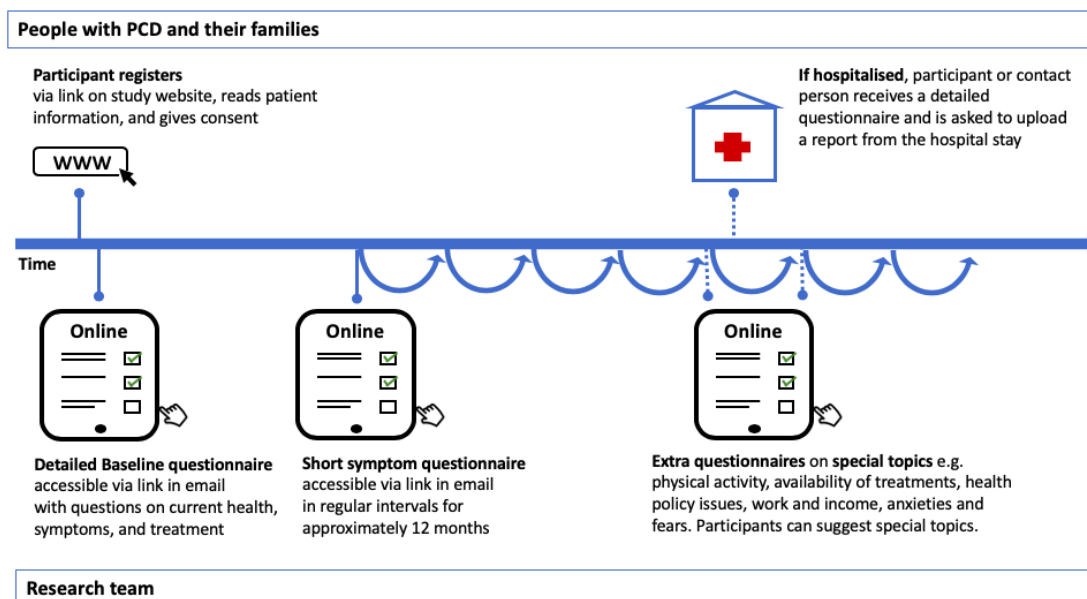 People with PCD and their families
Participant registers
via link on study website, reads patient
information, and gives consent
www
If hospitalised, participant or contact
person receives a detailed
questionnaire and is asked to upload
a report from the hospital stay
Time
Online
Detailed Baseline questionnaire
accessible via link in email
with questions on current health,
symptoms, and treatment
Online
Short symptom questionnaire
accessible via link in email
in regular intervals for
approximately 12 months
Online
Extra questionnaires on special topics e.g.
physical activity, availability of treatments, health
policy issues, work and income, anxieties and
fears. Participants can suggest special topics.
Research team